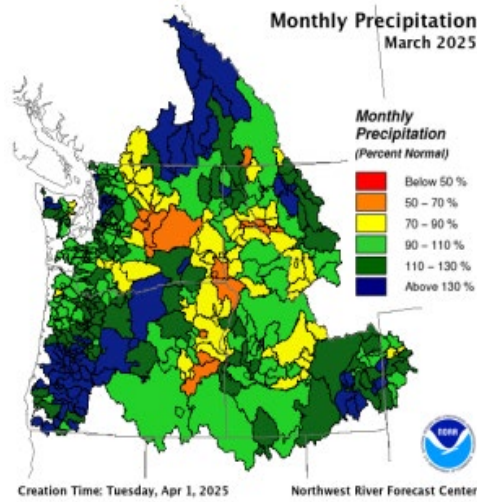 Monthly Precipitation
March 2025
Monthly
Precipitation
(Percent Normal)
Below 50 %
50 - 70 %
70 - 90 %
90 - 110 %
110 - 130 %
Above 130 %
NOAA
Creation Time: Tuesday, Apr 1, 2025
Northwest River Forecast Center